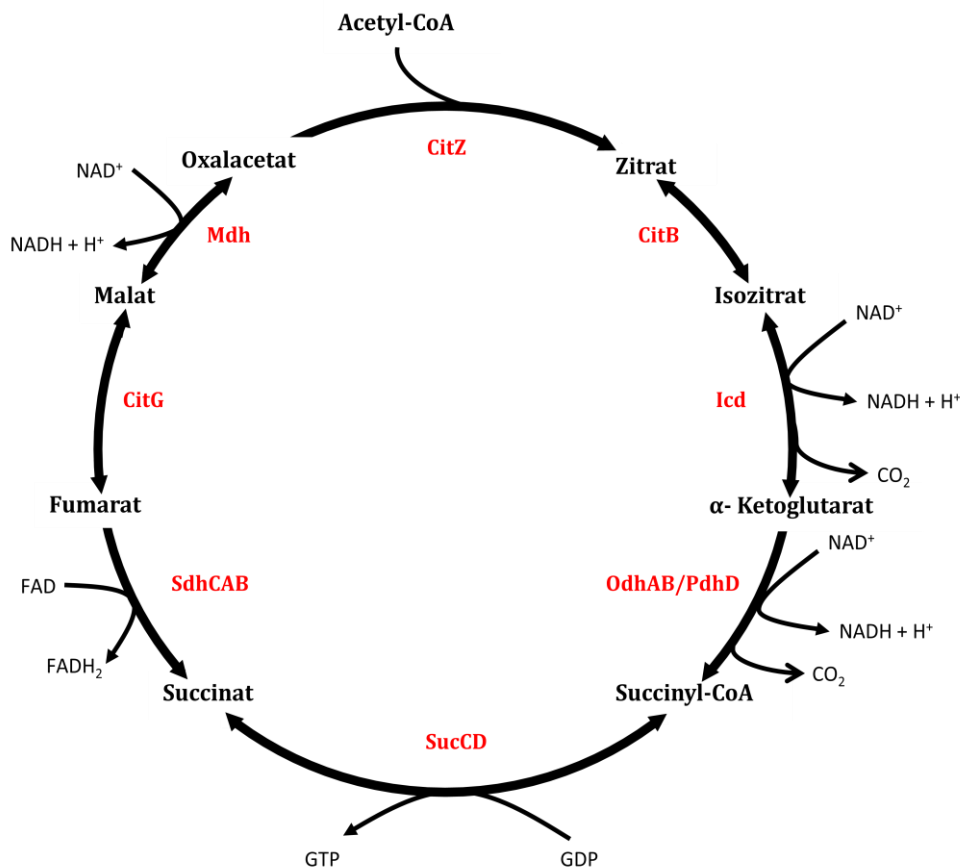 Acetyl-CoA
CitZ
Oxalacetat
Zitrat
NAD⁺
Mdh
CitB
NADH + H⁺
Malat
Isozitrat
NAD⁺
CitG
Icd
NADH + H⁺
CO₂
Fumarat
α- Ketoglutarat
NAD⁺
FAD
SdhCAB
OdhAB/PdhD
NADH + H⁺
FADH₂
CO₂
Succinat
Succinyl-CoA
SucCD
GTP
GDP